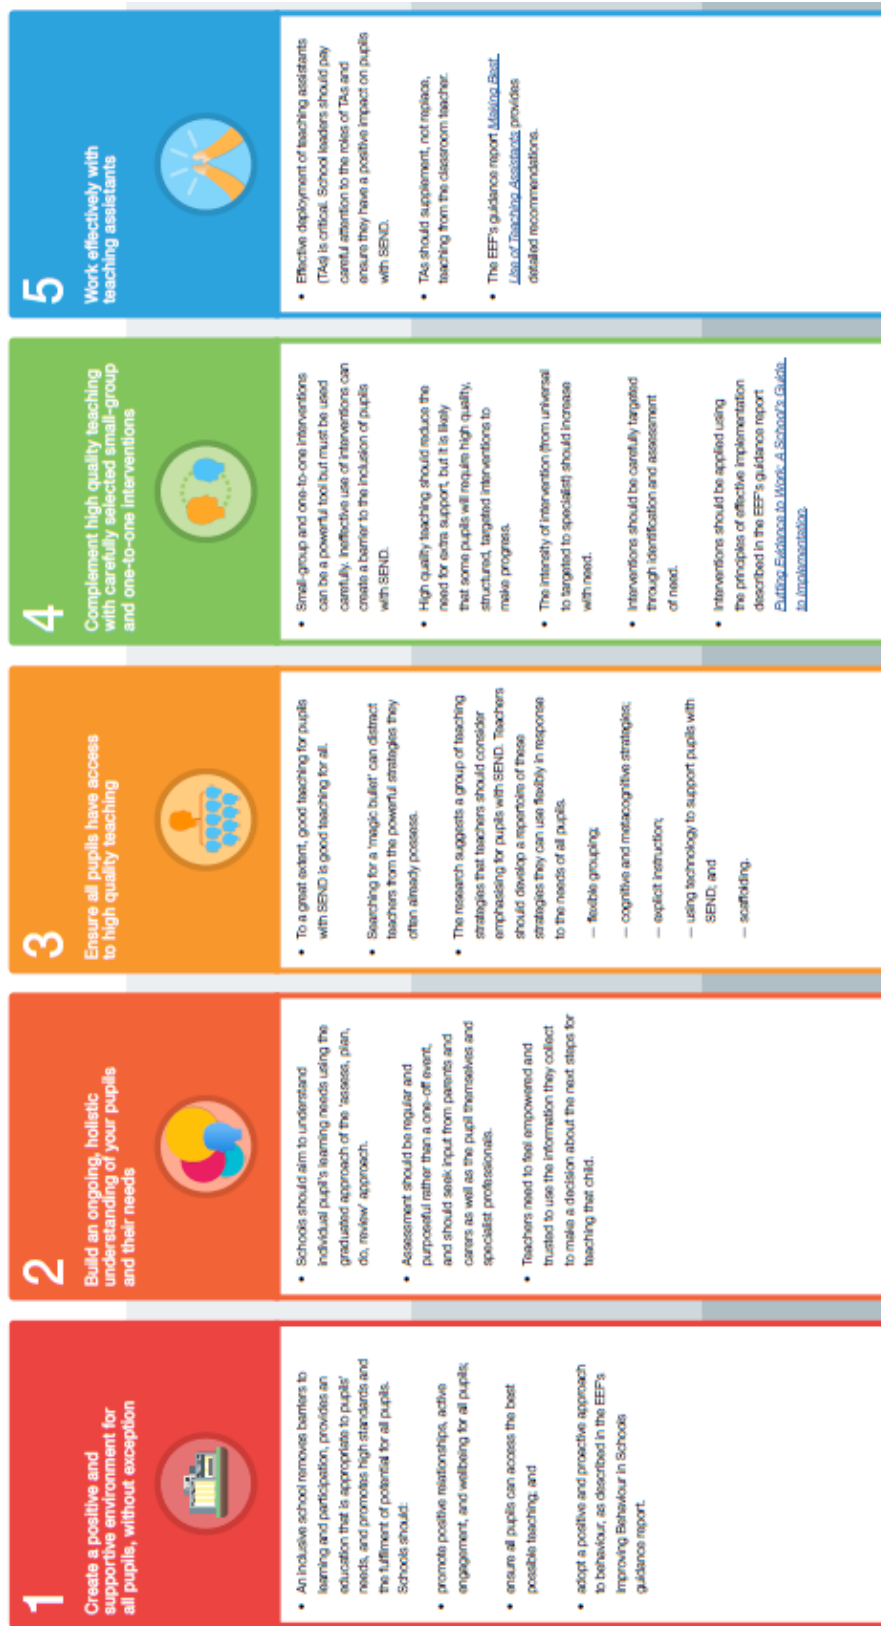 1
Create a positive and
supportive environment for
all pupils, without exception
• An inclusive school removes barriers to
learning and participation, provides an
education that is appropriate to pupils'
needs, and promotes high standards and
the fulfilment of potential for all pupils.
Schools should:
• promote positive relationships, active
engagement, and wellbeing for all pupils;
• ensure all pupils can access the best
possible teaching; and
• adopt a positive and proactive approach
to behaviour, as described in the EEF's
Improving Behaviour in Schools
guidance report.
2
Build an ongoing, holistic
understanding of your pupils
and their needs
• Schools should aim to understand
individual pupil's learning needs using the
graduated approach of the 'assess, plan,
do, review' approach.
• Assessment should be regular and
purposeful rather than a one-off event,
and should seek input from parents and
carers as well as the pupil themselves and
specialist professionals.
• Teachers need to feel empowered and
trusted to use the information they collect
to make a decision about the next steps for
teaching that child.
3
Ensure all pupils have access
to high quality teaching
• To a great extent, good teaching for pupils
with SEND is good teaching for all.
• Searching for a 'magic bullet' can distract
teachers from the powerful strategies they
often already possess.
• The research suggests a group of teaching
strategies that teachers should consider
emphasising for pupils with SEND. Teachers
should develop a repertoire of these
strategies they can use flexibly in response
to the needs of all pupils.
— flexible grouping;
— cognitive and metacognitive strategies;
— explicit instruction;
— using technology to support pupils with
SEND; and
— scaffolding.
4
Complement high quality teaching
with carefully selected small-group
and one-to-one interventions
• Small-group and one-to-one interventions
can be a powerful tool but must be used
carefully. Ineffective use of interventions can
create a barrier to the inclusion of pupils
with SEND.
• High quality teaching should reduce the
need for extra support, but it is likely
that some pupils will require high quality,
structured, targeted interventions to
make progress.
• The intensity of intervention (from universal
to targeted to specialist) should increase
with need.
• Interventions should be carefully targeted
through identification and assessment
of need.
• Interventions should be applied using
the principles of effective implementation
described in the EEF's guidance report
Putting Evidence to Work: A School's Guide
to Implementation.
5
Work effectively with
teaching assistants
• Effective deployment of teaching assistants
(TAs) is critical. School leaders should pay
careful attention to the roles of TAs and
ensure they have a positive impact on pupils
with SEND.
• TAs should supplement, not replace,
teaching from the classroom teacher.
• The EEF's guidance report Making Best
Use of Teaching Assistants provides
detailed recommendations.